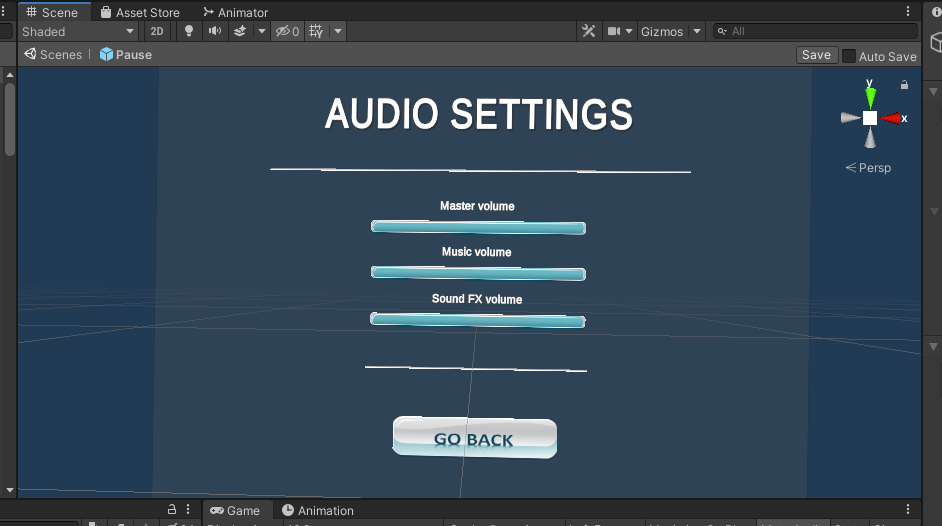 Scene Asset Store Animator
Shaded 2D 0 Gizmos All
Scenes Pause Save Auto Save
y
x
Persp
AUDIO SETTINGS
Master volume
Music volume
Sound FX volume
GO BACK
Game Animation